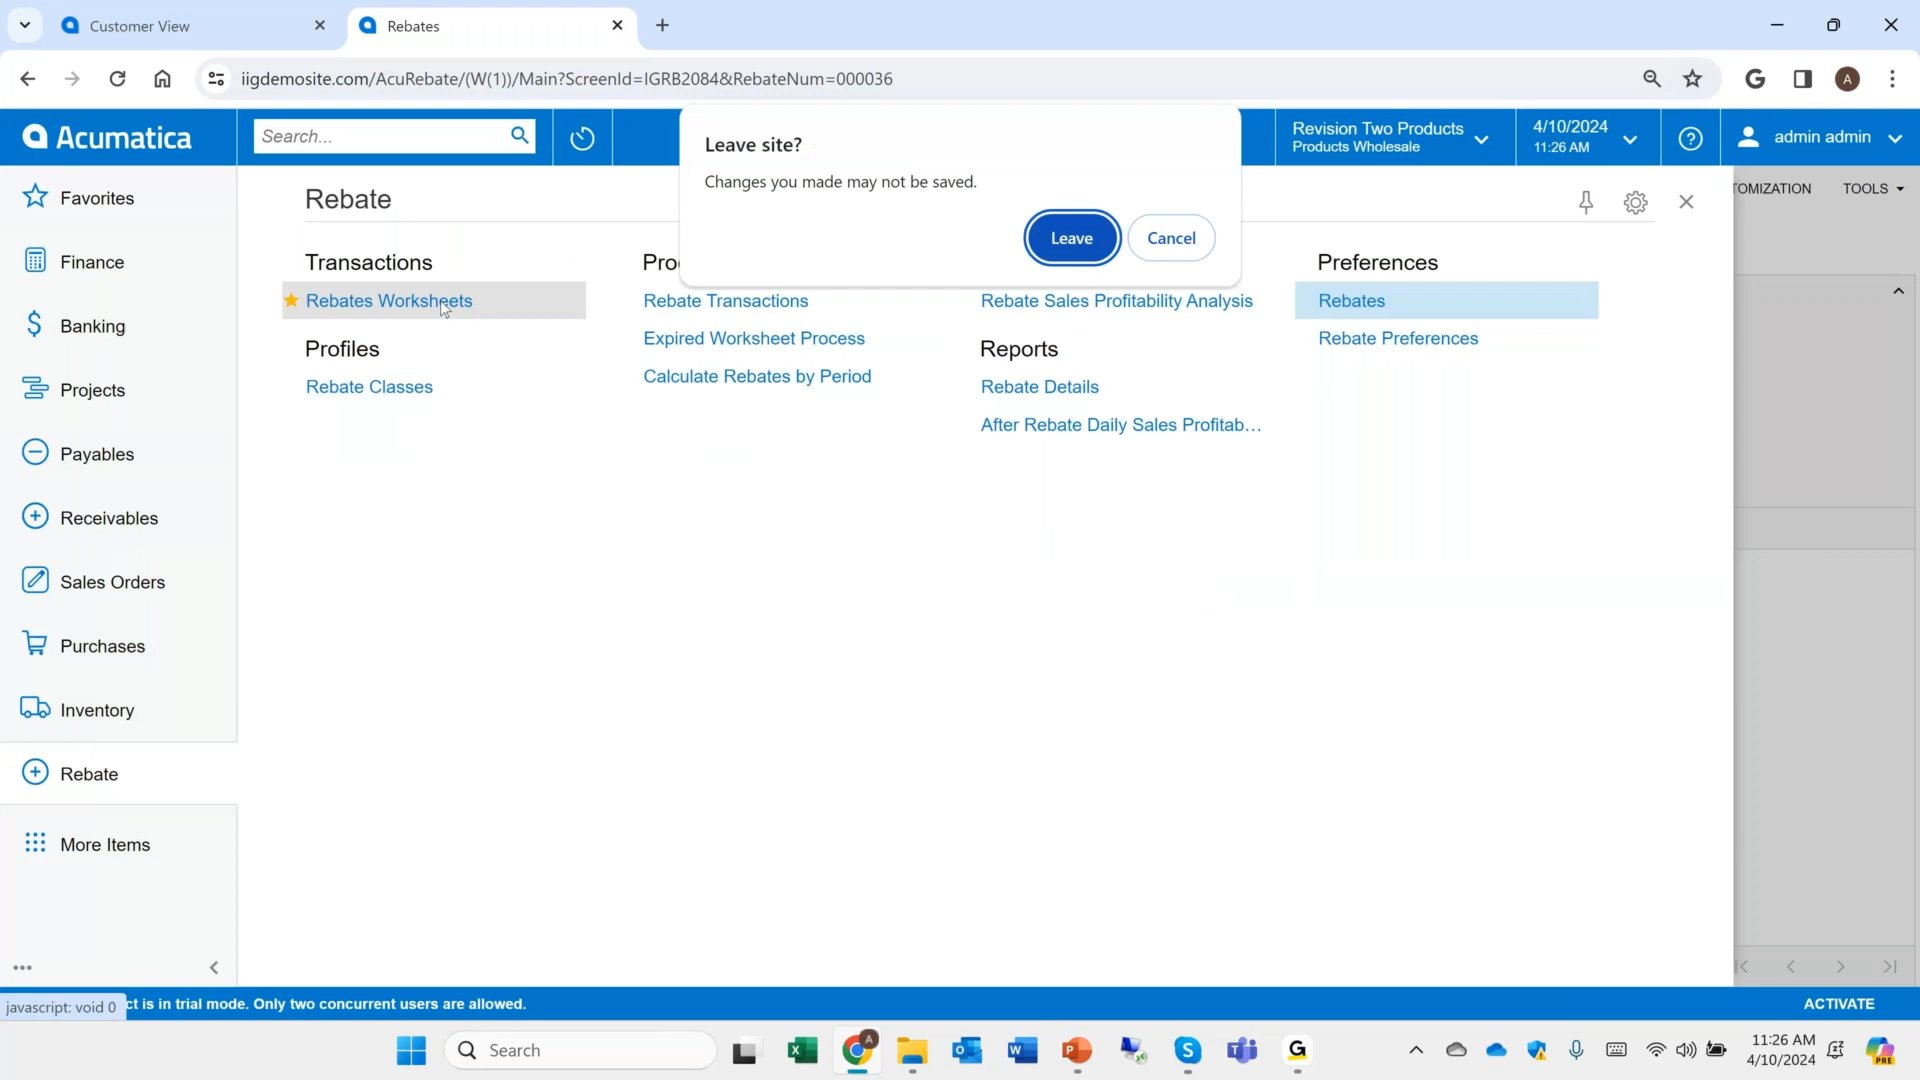 Customer View
Rebates
iigdemosite.com/AcuRebate/(W(1))/Main?ScreenId=IGRB2084&RebateNum=000036
A
Acumatica
Search...
Revision Two Products
Products Wholesale
4/10/2024
11:26 AM
admin admin
Leave site?
Changes you made may not be saved.
Leave
Cancel
TOMIZATION
TOOLS
Favorites
Finance
Banking
Projects
Payables
Receivables
Sales Orders
Purchases
Inventory
Rebate
More Items
Rebate
Transactions
Rebates Worksheets
Profiles
Rebate Classes
Pro
Rebate Transactions
Expired Worksheet Process
Calculate Rebates by Period
Rebate Sales Profitability Analysis
Reports
Rebate Details
After Rebate Daily Sales Profitab...
Preferences
Rebates
Rebate Preferences
javascript: void 0
ct is in trial mode. Only two concurrent users are allowed.
ACTIVATE
Search
11:26 AM
4/10/2024
PRE